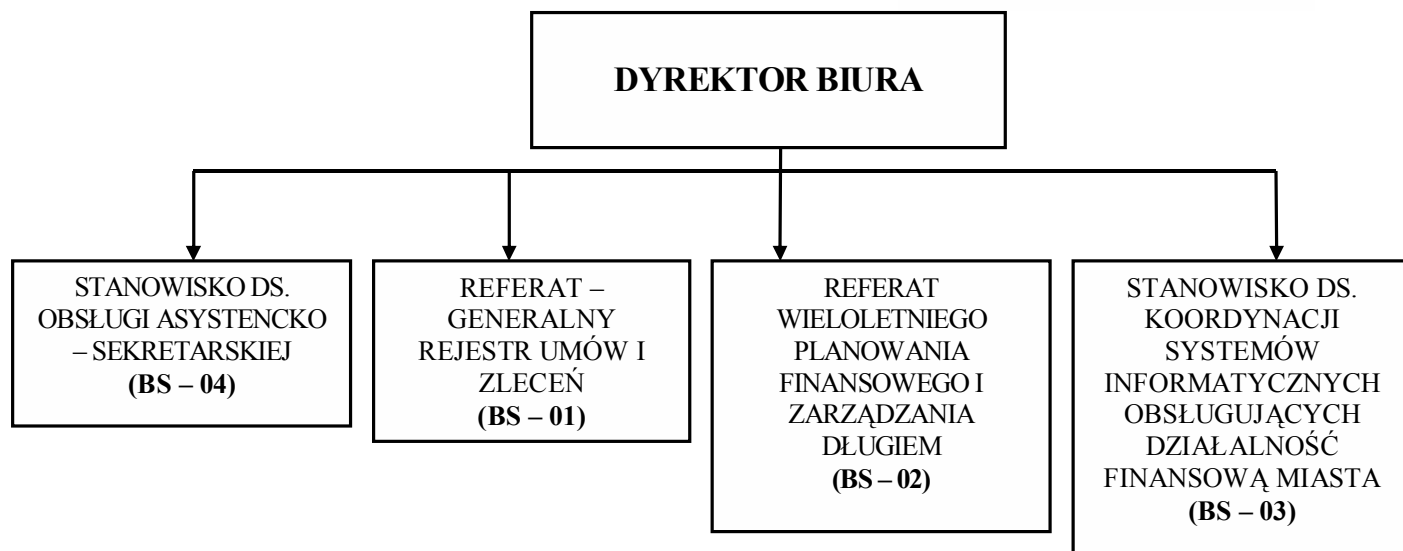 DYREKTOR BIURA
STANOWISKO DS.
OBSŁUGI ASYSTENCKO
– SEKRETARSKIEJ
(BS – 04)
REFERAT –
GENERALNY
REJESTR UMÓW I
ZLECEŃ
(BS – 01)
REFERAT
WIELOLETNIEGO
PLANOWANIA
FINANSOWEGO I
ZARZĄDZANIA
DŁUGIEM
(BS – 02)
STANOWISKO DS.
KOORDYNACJI
SYSTEMÓW
INFORMATYCZNYCH
OBSŁUGUJĄCYCH
DZIAŁALNOŚĆ
FINANSOWĄ MIASTA
(BS – 03)